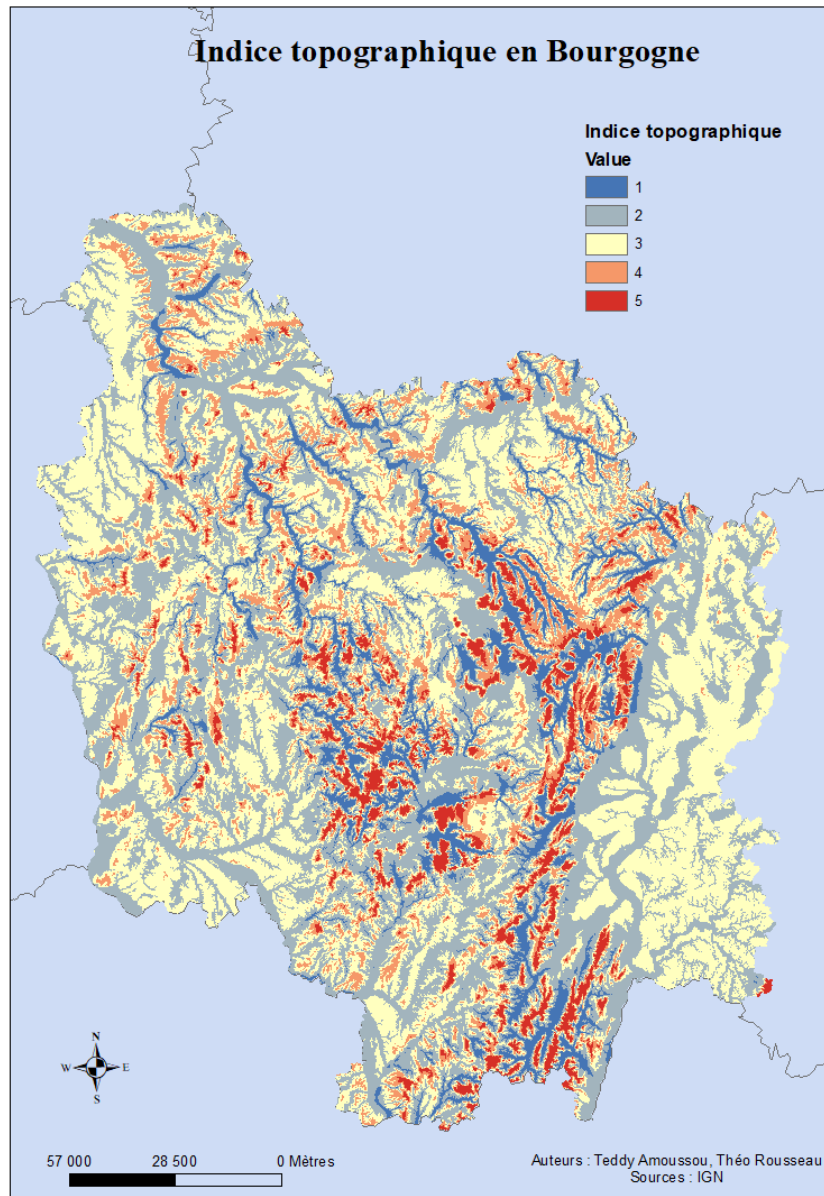 Indice topographique en Bourgogne
Indice topographique
Value
1
2
3
4
5
N
W E
S
57 000 28 500 0 Mètres
Auteurs : Teddy Amoussou, Théo Rousseau
Sources : IGN